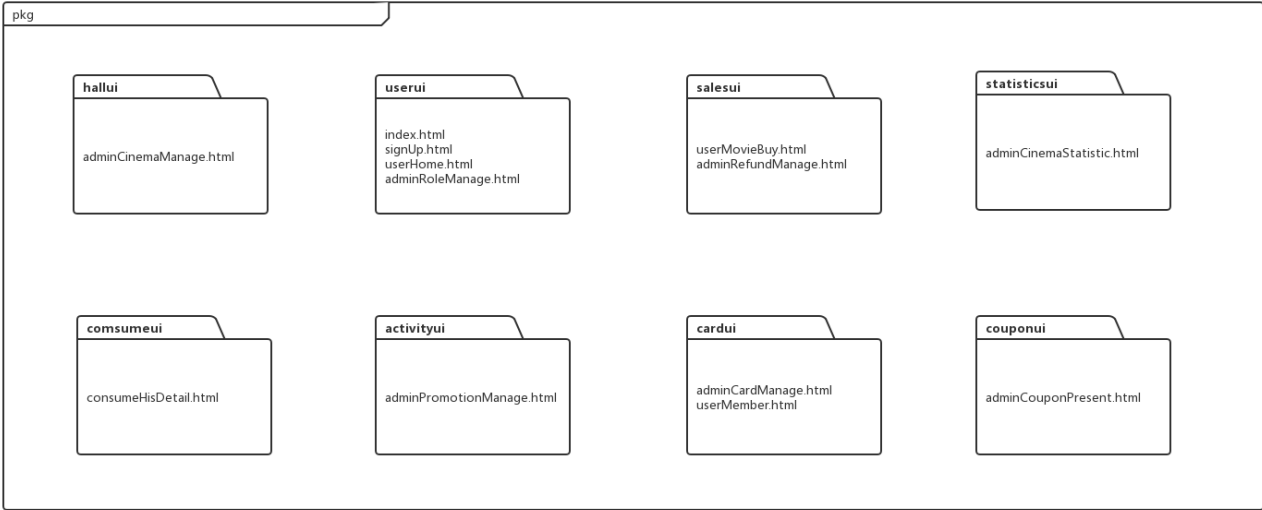 pkg
hallui
adminCinemaManage.html
userui
index.html
signUp.html
userHome.html
adminRoleManage.html
salesui
userMovieBuy.html
adminRefundManage.html
statisticsui
adminCinemaStatistic.html
comsumeui
consumeHisDetail.html
activityui
adminPromotionManage.html
cardui
adminCardManage.html
userMember.html
couponui
adminCouponPresent.html